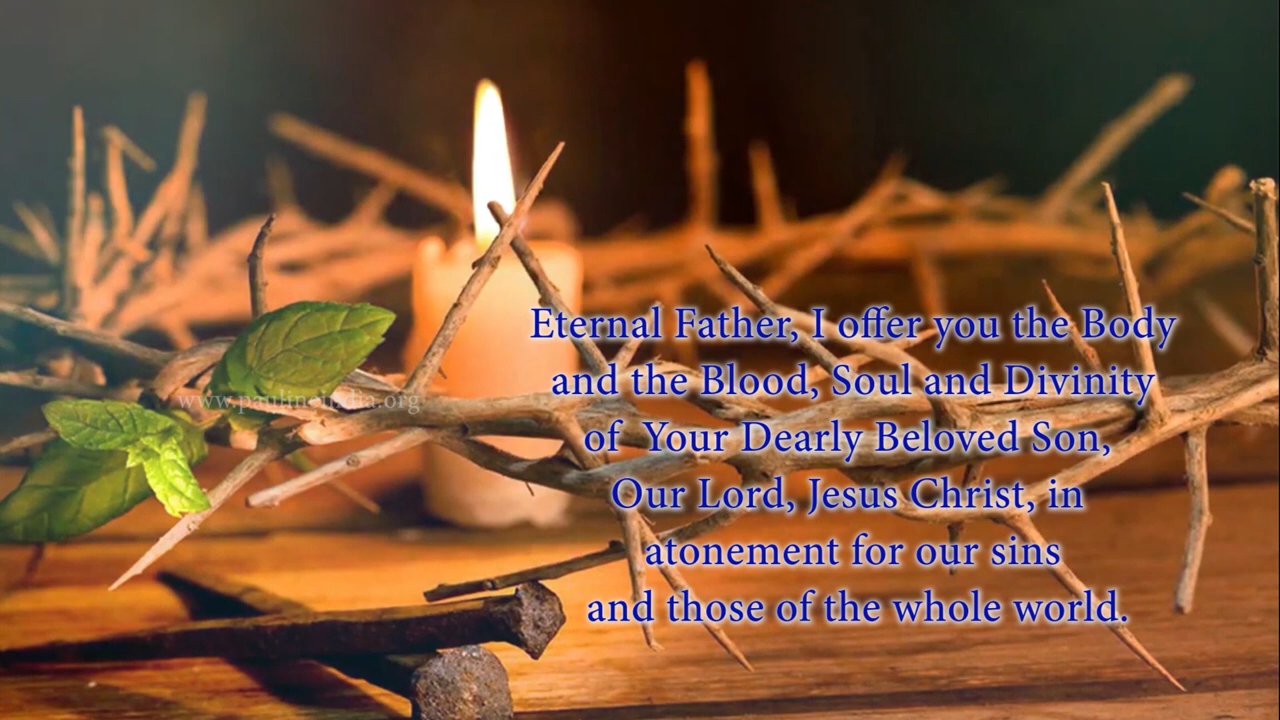 Eternal Father, I offer you the Body
and the Blood, Soul and Divinity
of Your Dearly Beloved Son,
Our Lord, Jesus Christ, in
atonement for our sins
and those of the whole world.
www.paulineindia.org